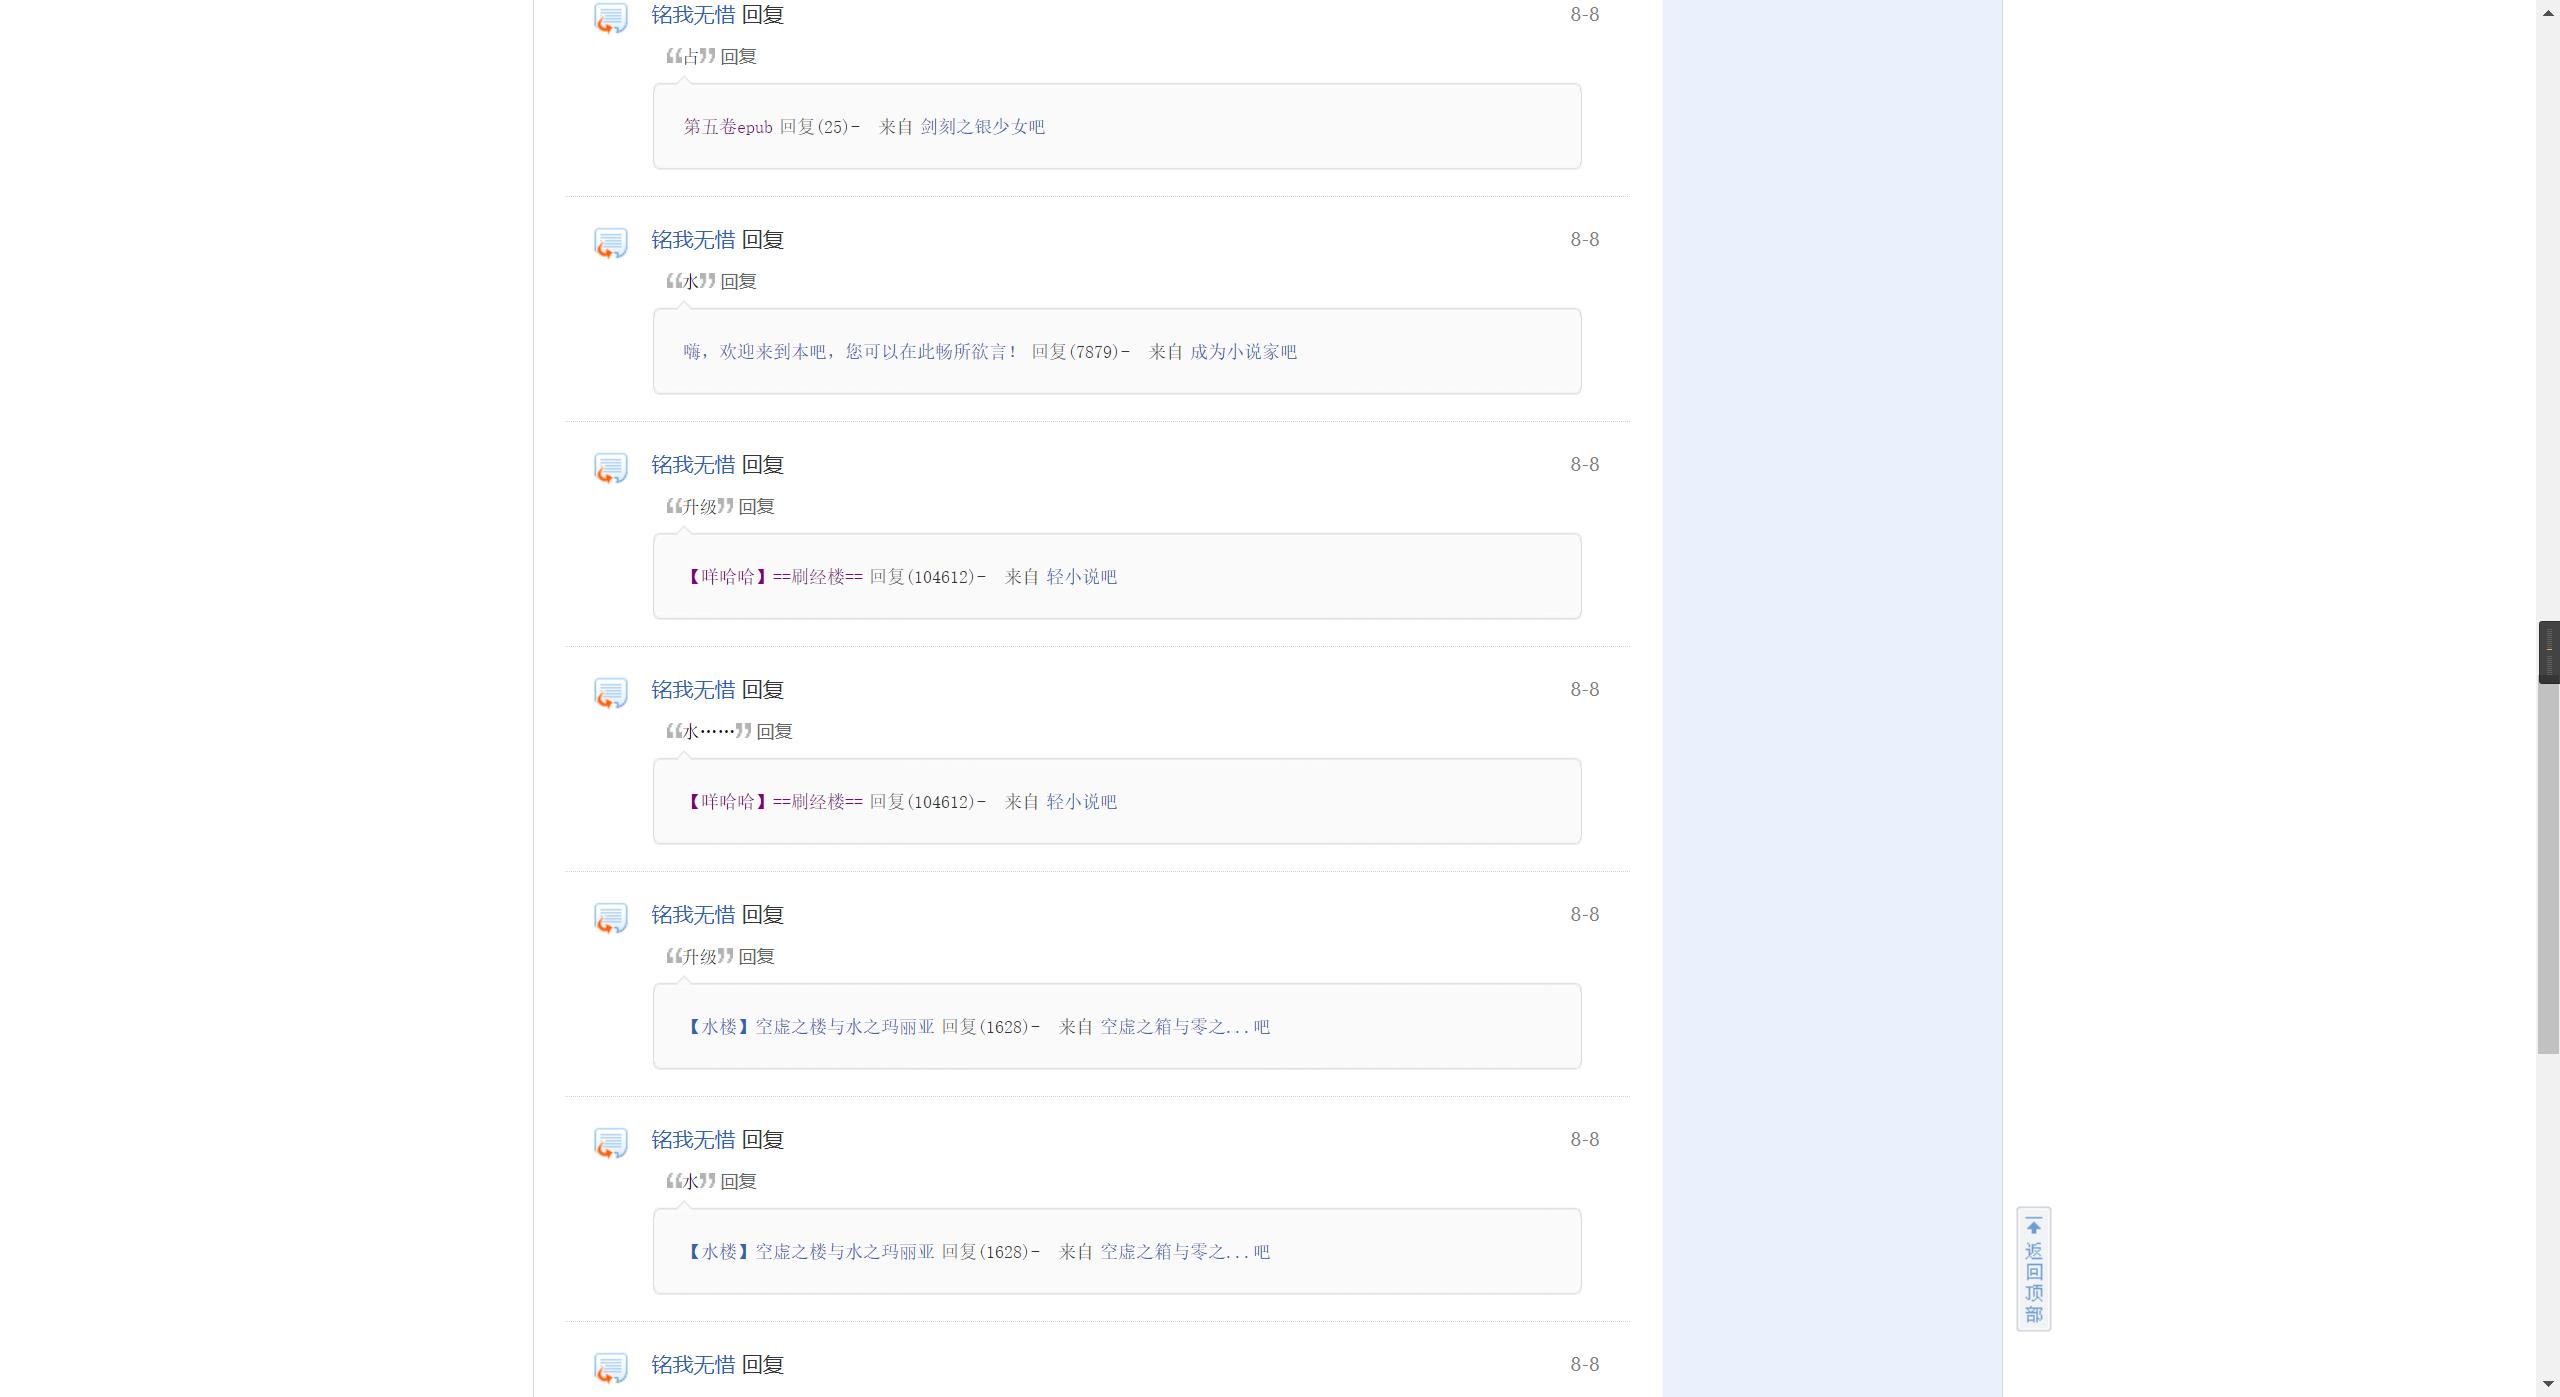 铭我无惜 回复 8-8
“占” 回复
第五卷epub 回复(25)- 来自 剑刻之银少女吧
铭我无惜 回复 8-8
“水” 回复
嗨，欢迎来到本吧，您可以在此畅所欲言！ 回复(7879)- 来自 成为小说家吧
铭我无惜 回复 8-8
“升级” 回复
【咩哈哈】==刷经楼== 回复(104612)- 来自 轻小说吧
铭我无惜 回复 8-8
“水……” 回复
【咩哈哈】==刷经楼== 回复(104612)- 来自 轻小说吧
铭我无惜 回复 8-8
“升级” 回复
【水楼】空虚之楼与水之玛丽亚 回复(1628)- 来自 空虚之箱与零之...吧
铭我无惜 回复 8-8
“水” 回复
【水楼】空虚之楼与水之玛丽亚 回复(1628)- 来自 空虚之箱与零之...吧
铭我无惜 回复 8-8
返回顶部